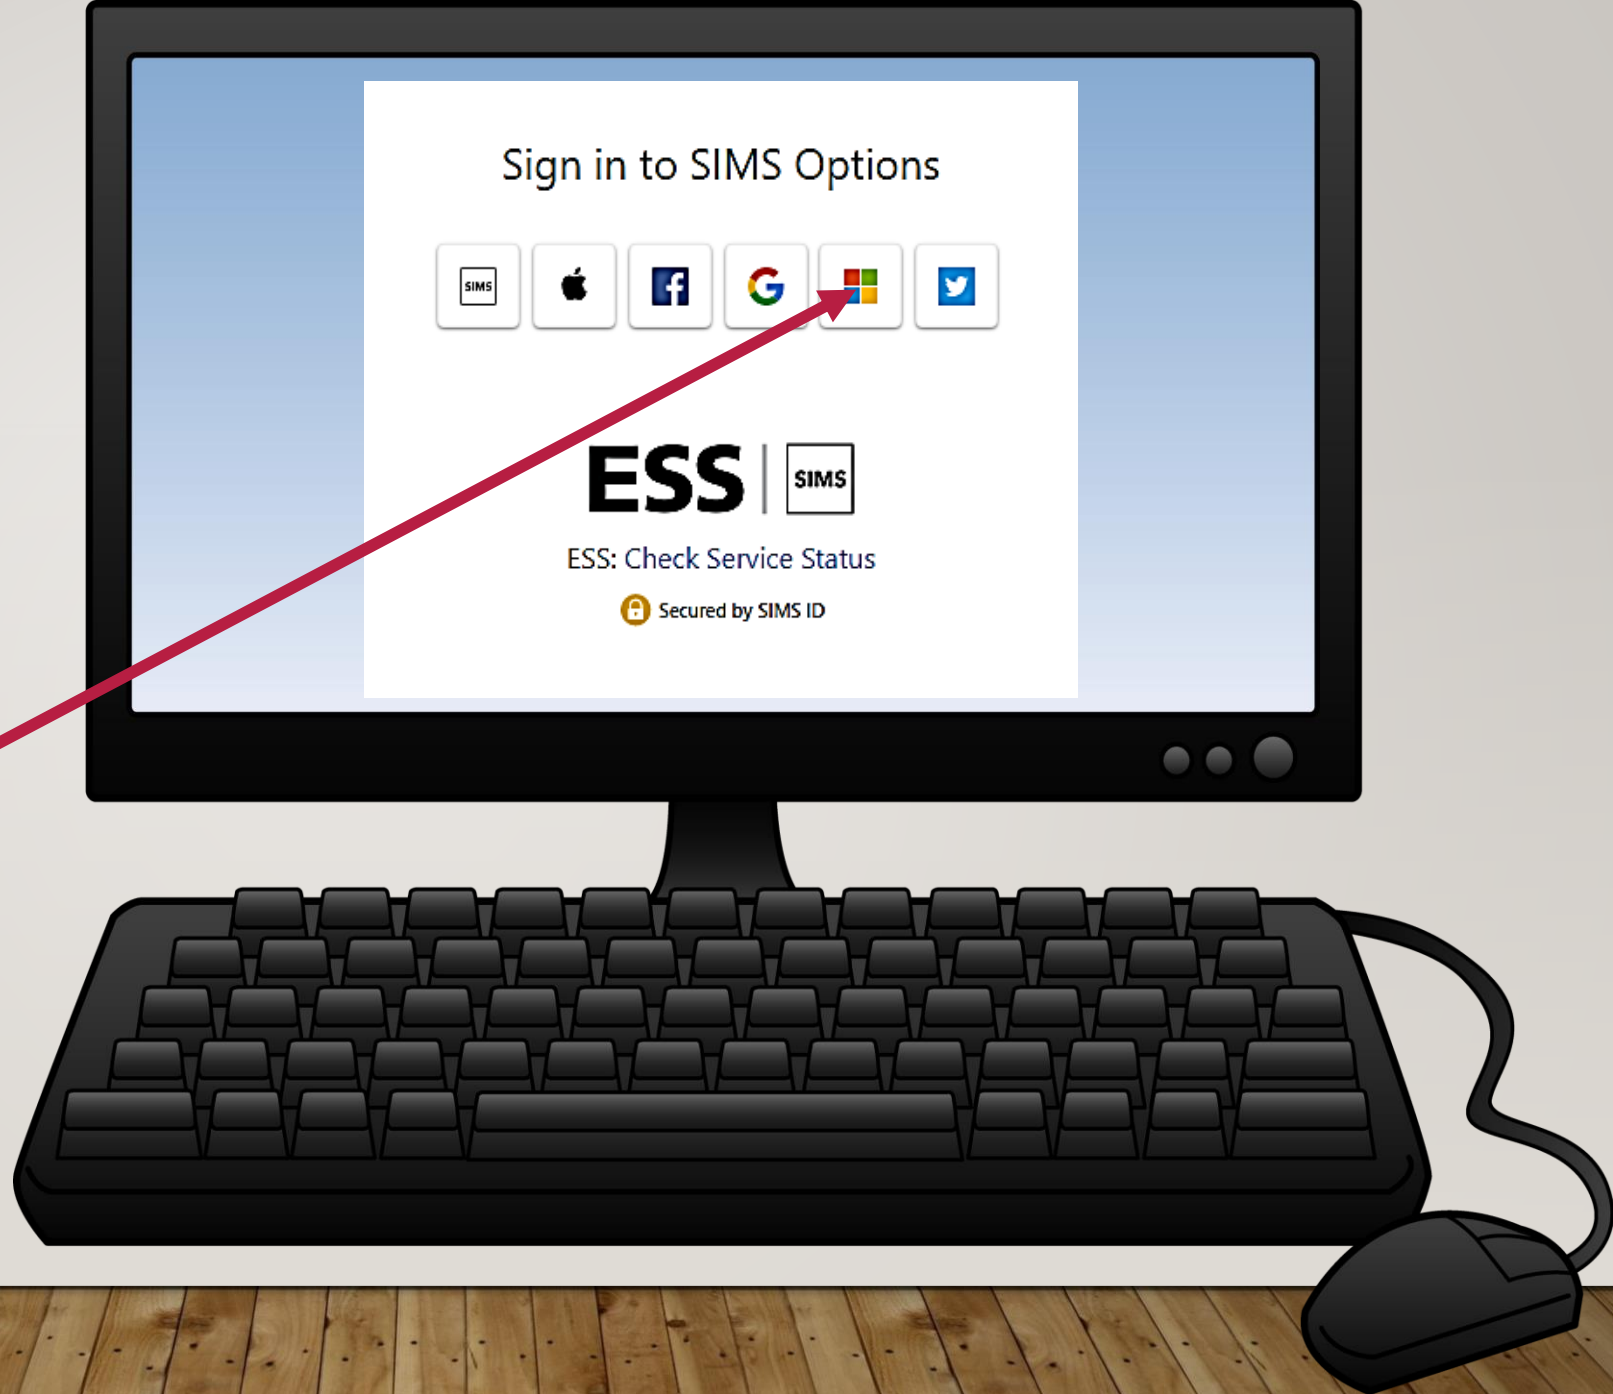 Sign in to SIMS Options
SIMS
ESS SIMS
ESS: Check Service Status
Secured by SIMS ID